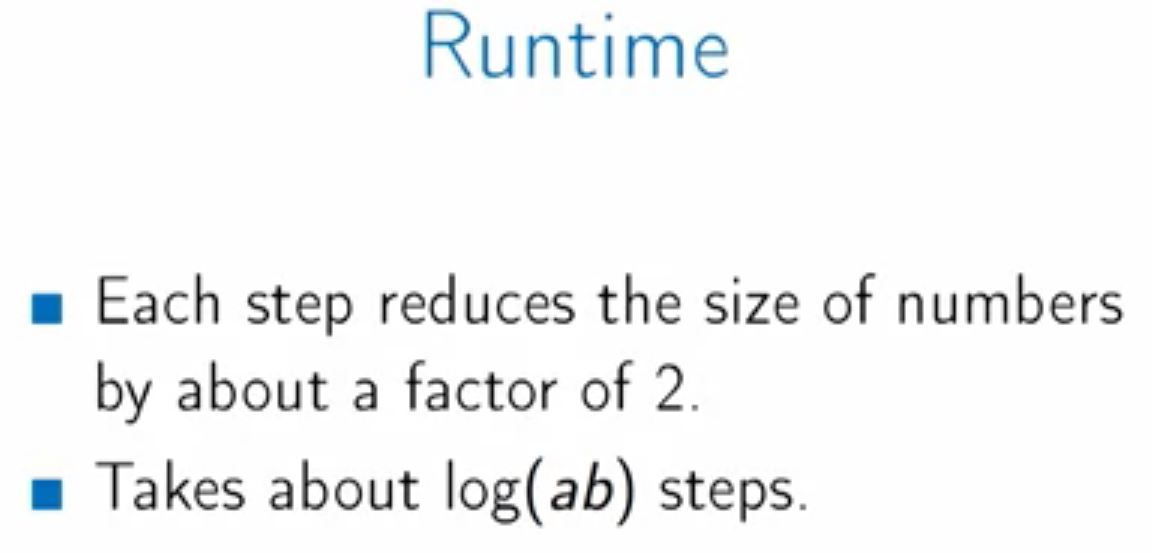 Runtime
■ Each step reduces the size of numbers
by about a factor of 2.
■ Takes about log(ab) steps.